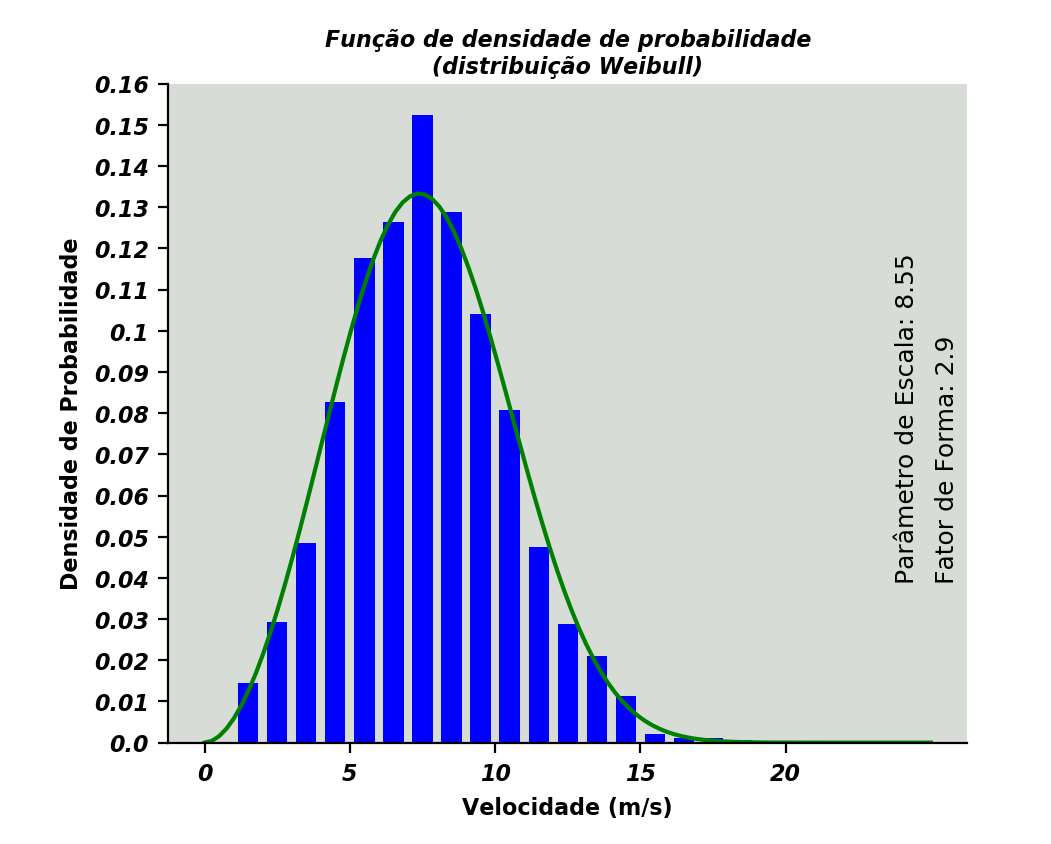 Função de densidade de probabilidade
(distribuição Weibull)
0.16
0.15
0.14
0.13
0.12
0.11
0.1
0.09
0.08
0.07
0.06
0.05
0.04
0.03
0.02
0.01
0.0
Densidade de Probabilidade
Parâmetro de Escala: 8.55
Fator de Forma: 2.9
0 5 10 15 20
Velocidade (m/s)